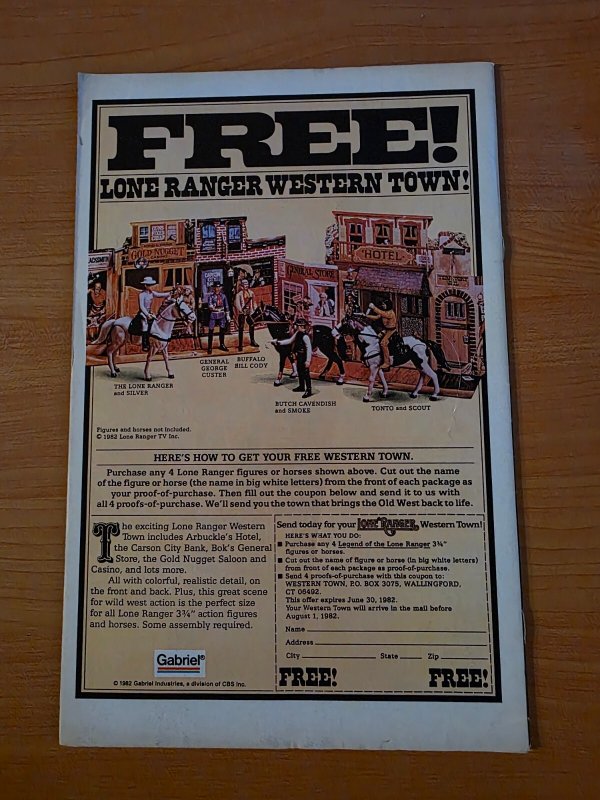 FREE!
LONE RANGER WESTERN TOWN!
GOLD NUGGET
GENERAL STORE
HOTEL
THE LONE RANGER
and SILVER
GENERAL
GEORGE
CUSTER
BUFFALO
BILL CODY
BUTCH CAVENDISH
and SMOKE
TONTO and SCOUT
Figures and horses not included.
© 1982 Lone Ranger TV Inc.
HERE'S HOW TO GET YOUR FREE WESTERN TOWN.
Purchase any 4 Lone Ranger figures or horses shown above. Cut out the name
of the figure or horse (the name in big white letters) from the front of each package as
your proof-of-purchase. Then fill out the coupon below and send it to us with
all 4 proofs-of-purchase. We'll send you the town that brings the Old West back to life.
The exciting Lone Ranger Western
Town includes Arbuckle's Hotel,
the Carson City Bank, Bok's General
Store, the Gold Nugget Saloon and
Casino, and lots more.
All with colorful, realistic detail, on
the front and back. Plus, this great scene
for wild west action is the perfect size
for all Lone Ranger 3¾" action figures
and horses. Some assembly required.
Gabriel®
© 1982 Gabriel Industries, a division of CBS Inc.
Send today for your LONE RANGER Western Town!
HERE'S WHAT YOU DO:
■ Purchase any 4 Legend of the Lone Ranger 3¾"
figures or horses.
■ Cut out the name of figure or horse (in big white letters)
from front of each package as proof-of-purchase.
■ Send 4 proofs-of-purchase with this coupon to:
WESTERN TOWN, P.O. BOX 3075, WALLINGFORD,
CT 06492.
This offer expires June 30, 1982.
Your Western Town will arrive in the mail before
August 1, 1982.
Name
Address
City State Zip
FREE! FREE!